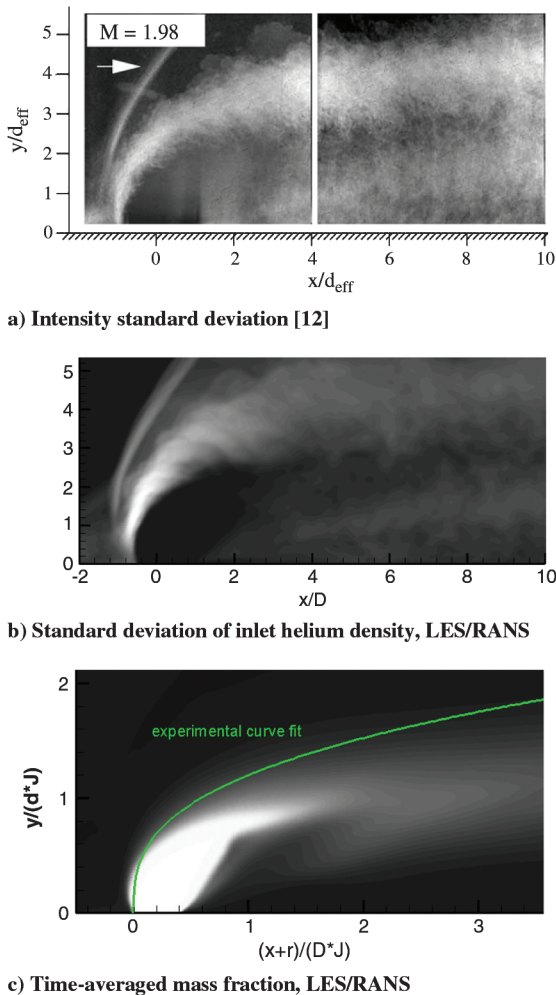 M = 1.98
y/d_eff
5
4
3
2
1
0
0 2 4 6 8 10
x/d_eff
a) Intensity standard deviation [12]
5
4
3
2
1
0
-2 0 2 4 6 8 10
x/D
b) Standard deviation of inlet helium density, LES/RANS
2
experimental curve fit
y/(d*J)
1
0
0 1 2 3
(x+r)/(D*J)
c) Time-averaged mass fraction, LES/RANS